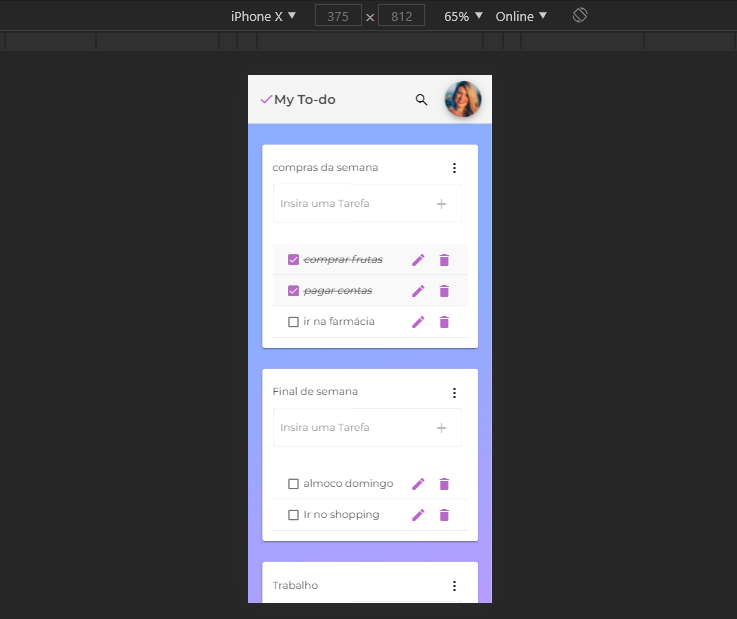 iPhone X ▼ 375 x 812 65% ▼ Online ▼
My To-do
compras da semana
Insira uma Tarefa +
comprar frutas
pagar contas
ir na farmácia
Final de semana
Insira uma Tarefa +
almoco domingo
Ir no shopping
Trabalho